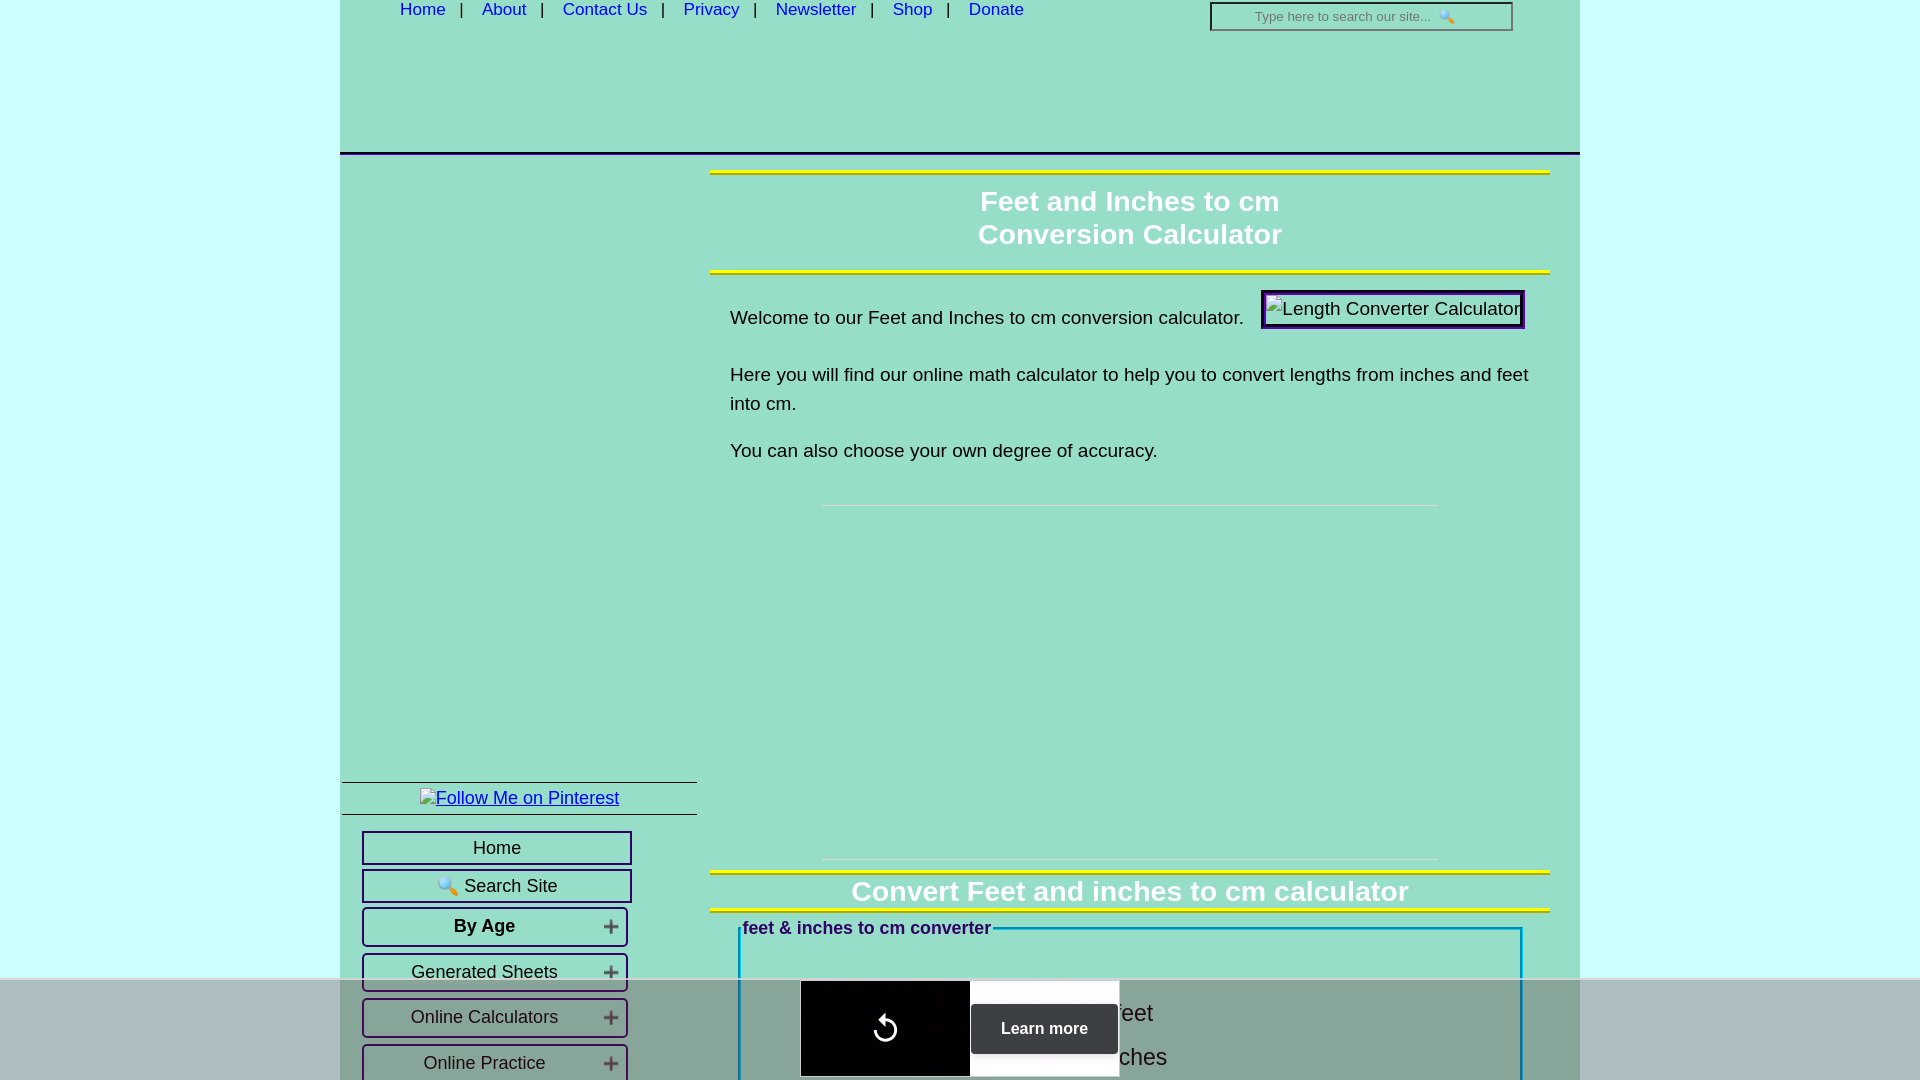 Home | About | Contact Us | Privacy | Newsletter | Shop | Donate
Type here to search our site... 🔍
Feet and Inches to cm
Conversion Calculator
Length Converter Calculator
Welcome to our Feet and Inches to cm conversion calculator.
Here you will find our online math calculator to help you to convert lengths from inches and feet
into cm.
You can also choose your own degree of accuracy.
Follow Me on Pinterest
Home
🔍 Search Site
By Age
Generated Sheets
Online Calculators
Online Practice
Convert Feet and inches to cm calculator
feet & inches to cm converter
feet
Learn more